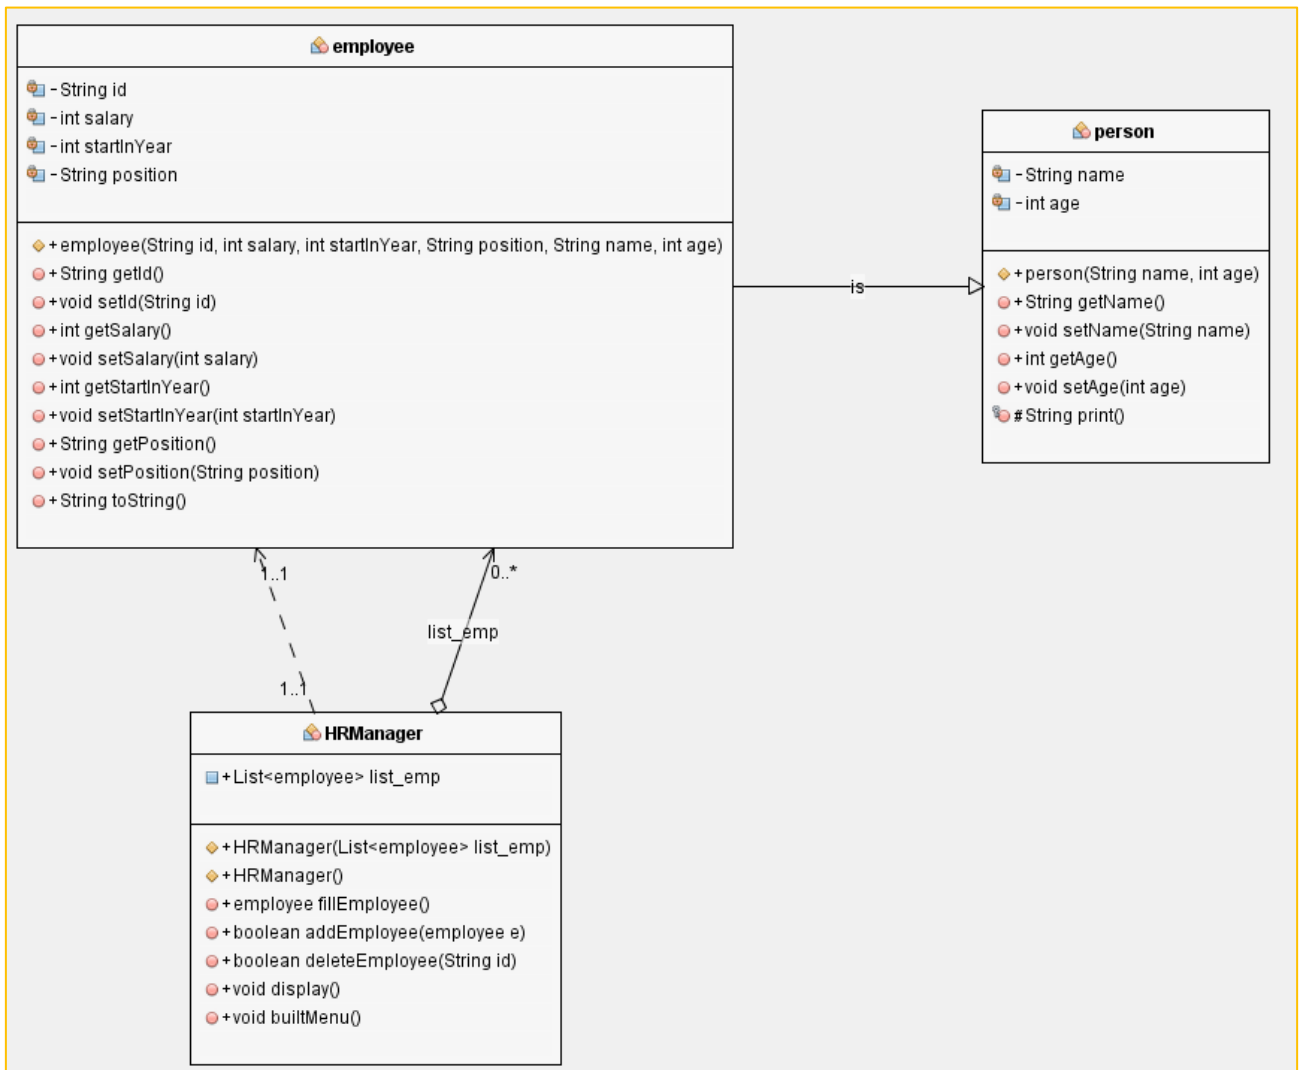 employee
-String id
-int salary
-int startInYear
-String position
+employee(String id, int salary, int startInYear, String position, String name, int age)
+String getId()
+void setId(String id)
+int getSalary()
+void setSalary(int salary)
+int getStartInYear()
+void setStartInYear(int startInYear)
+String getPosition()
+void setPosition(String position)
+String toString()
is
person
-String name
-int age
+person(String name, int age)
+String getName()
+void setName(String name)
+int getAge()
+void setAge(int age)
#String print()
1..1
0..*
list_emp
1..1
HRManager
+List<employee> list_emp
+HRManager(List<employee> list_emp)
+HRManager()
+employee fillEmployee()
+boolean addEmployee(employee e)
+boolean deleteEmployee(String id)
+void display()
+void builtMenu()